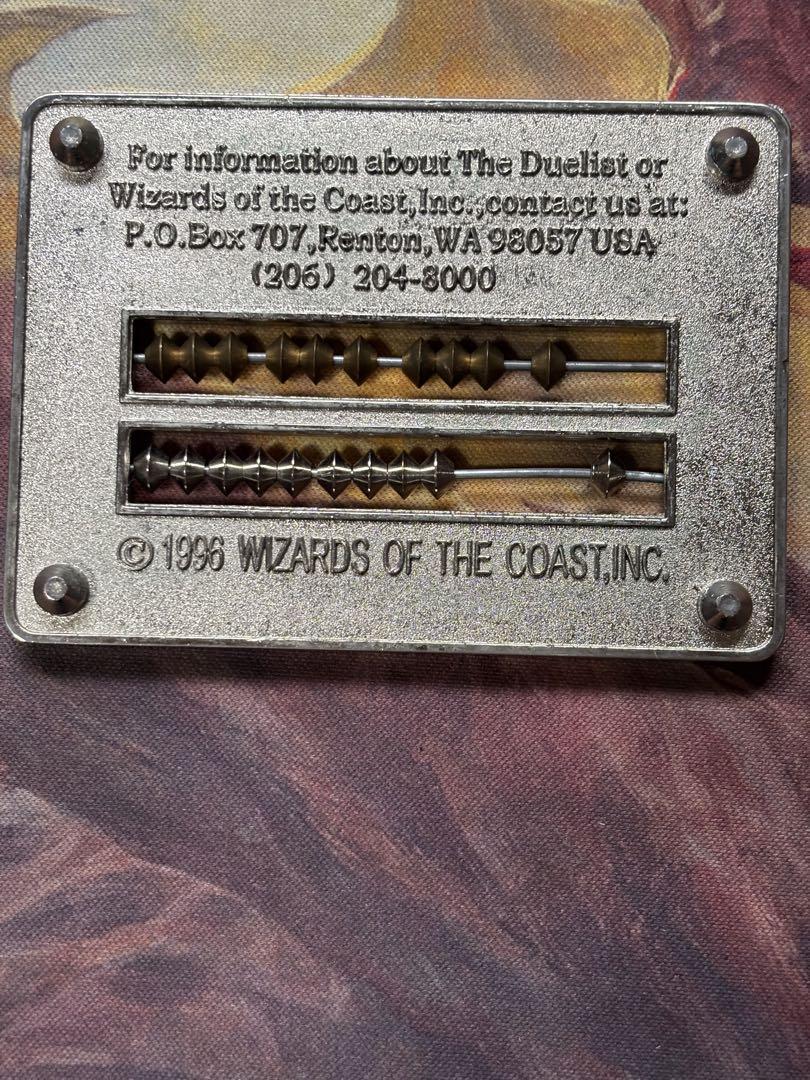 For information about The Duelist or
Wizards of the Coast,Inc.,contact us at:
P.O.Box 707,Renton,WA 98057 USA
(206) 204-8000
© 1996 WIZARDS OF THE COAST,INC.